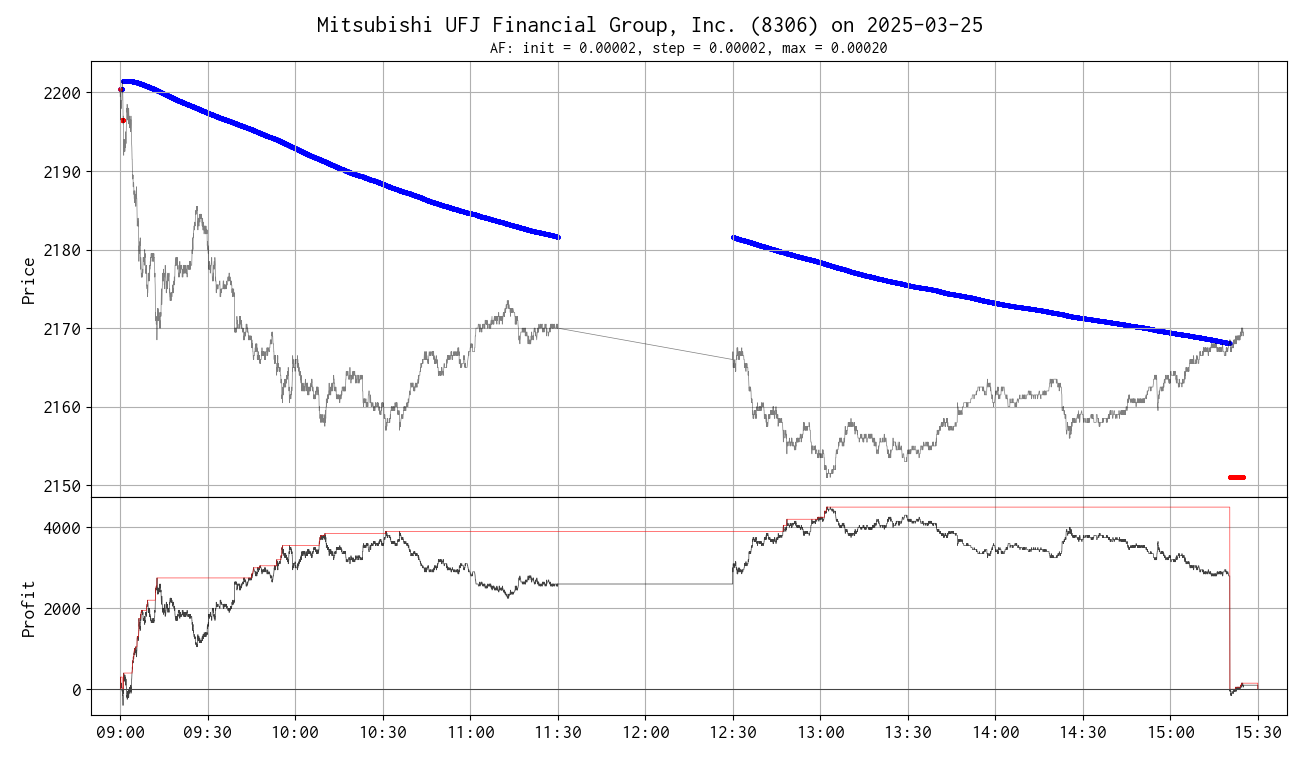 Mitsubishi UFJ Financial Group, Inc. (8306) on 2025-03-25
AF: init = 0.00002, step = 0.00002, max = 0.00020
Price
2200
2190
2180
2170
2160
2150
Profit
4000
2000
0
09:00 09:30 10:00 10:30 11:00 11:30 12:00 12:30 13:00 13:30 14:00 14:30 15:00 15:30